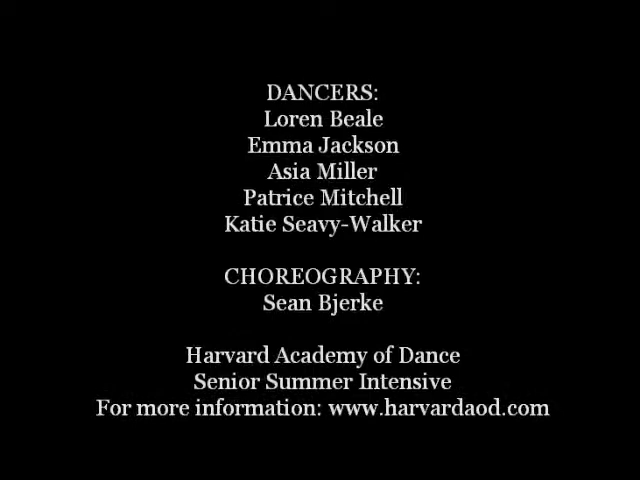 DANCERS:
Loren Beale
Emma Jackson
Asia Miller
Patrice Mitchell
Katie Seavy-Walker
CHOREOGRAPHY:
Sean Bjerke
Harvard Academy of Dance
Senior Summer Intensive
For more information: www.harvardaod.com